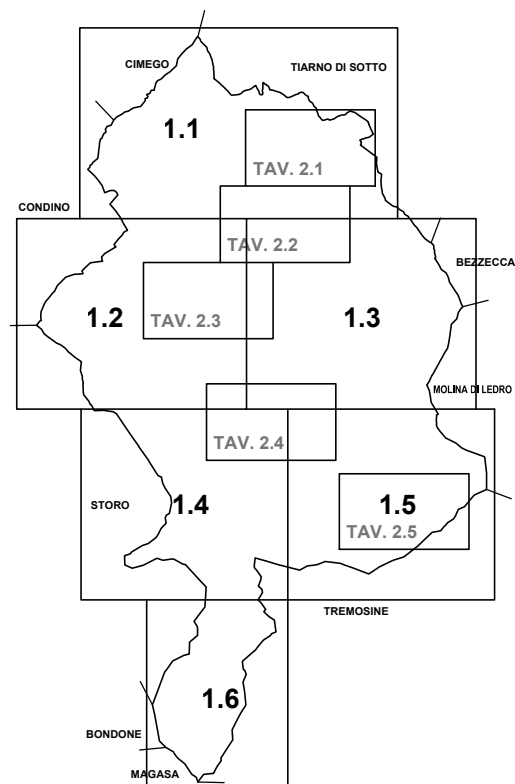 CIMEGO
TIARNO DI SOTTO
1.1
TAV. 2.1
CONDINO
TAV. 2.2
BEZZECCA
1.2
TAV. 2.3
1.3
MOLINA DI LEDRO
TAV. 2.4
STORO
1.4
1.5
TAV. 2.5
TREMOSINE
1.6
BONDONE
MAGASA